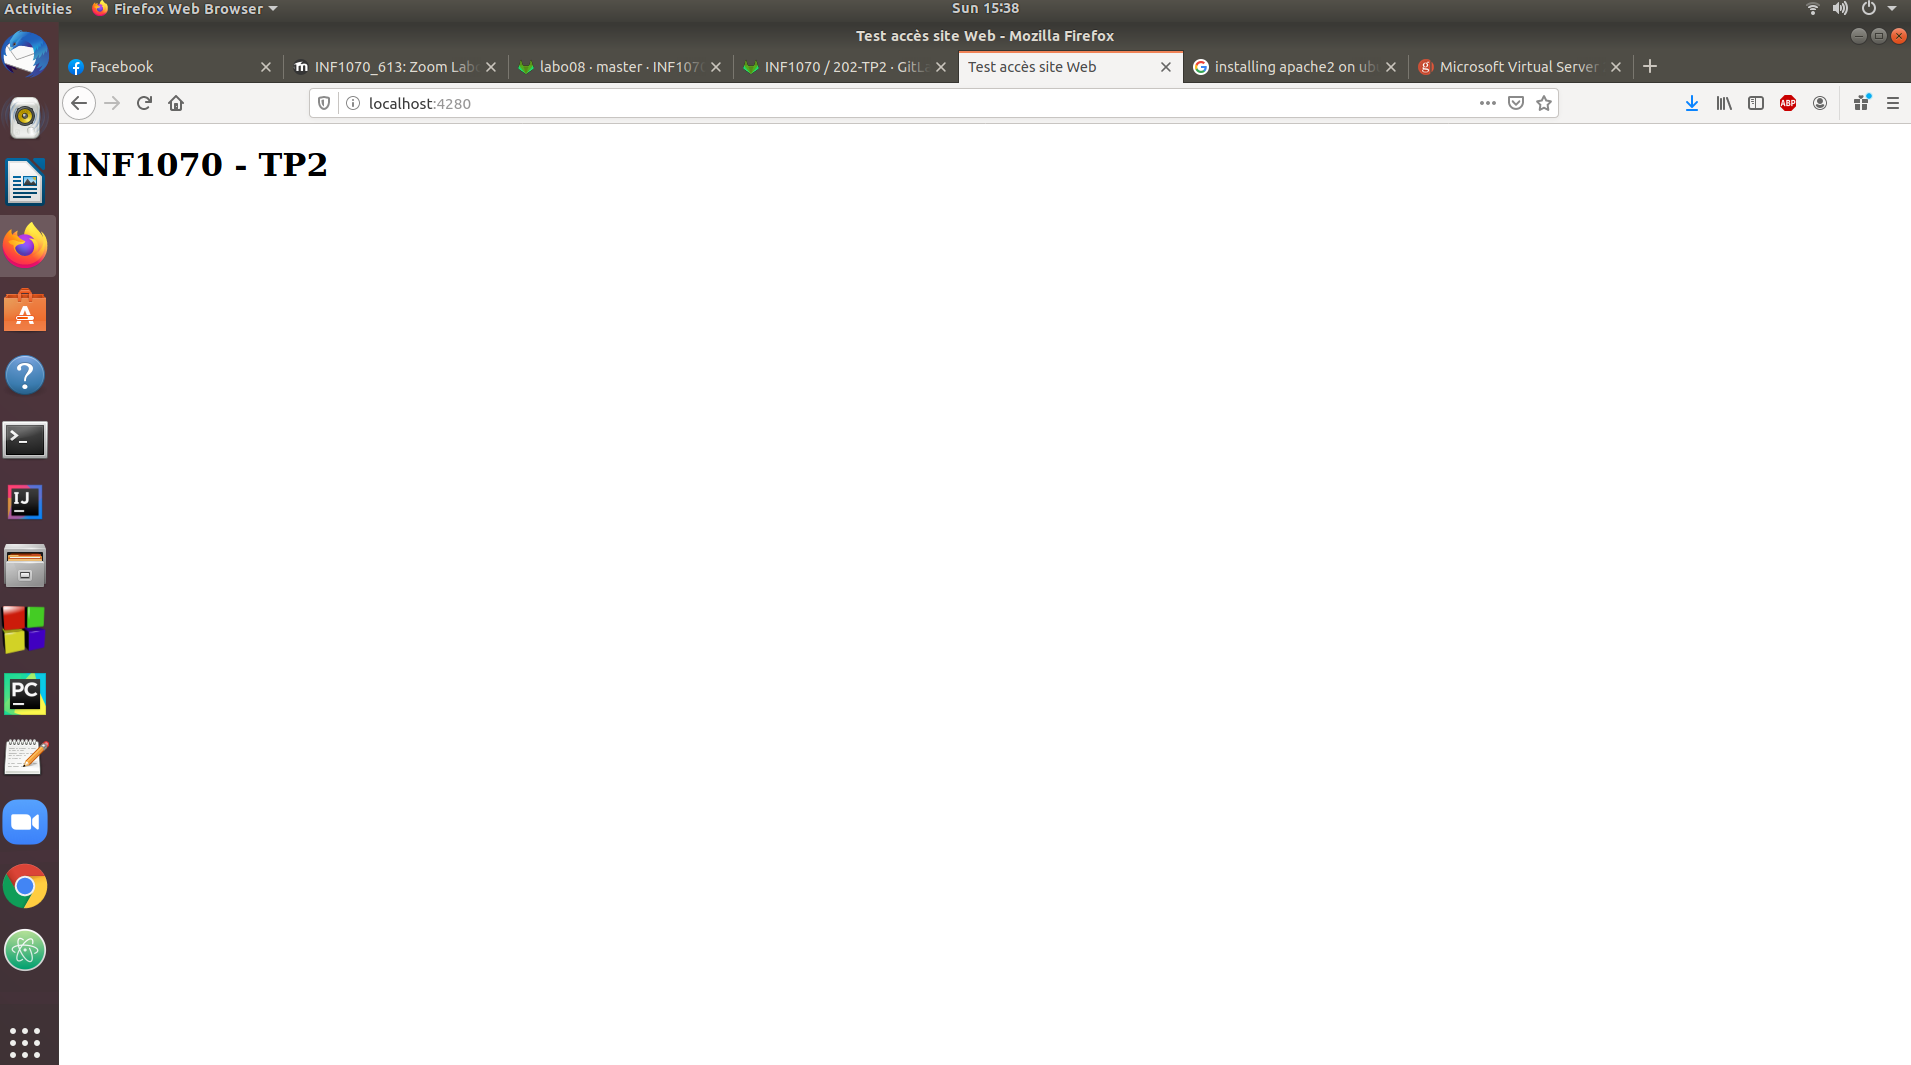 Activities Firefox Web Browser Sun 15:38
Test accès site Web - Mozilla Firefox
Facebook INF1070_613: Zoom Lab labo08 · master · INF107 INF1070 / 202-TP2 · GitL Test accès site Web installing apache2 on ub Microsoft Virtual Server
localhost:4280 ABP
INF1070 - TP2
IJ
PC